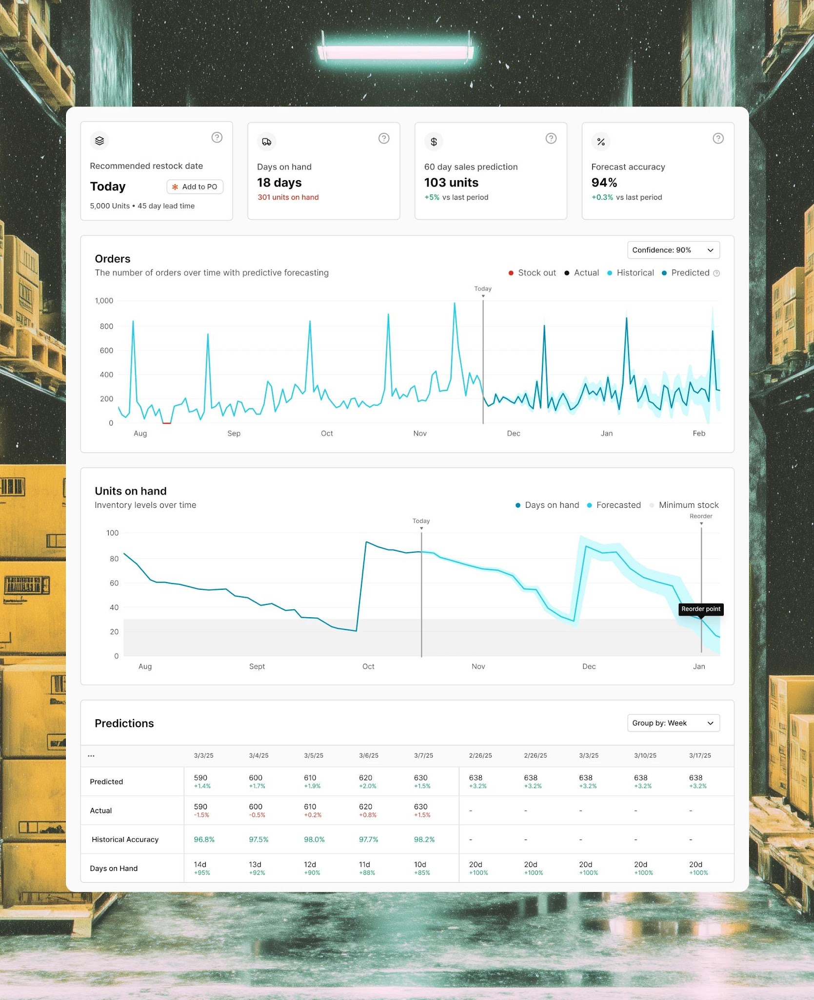 Recommended restock date
Today
Add to PO
5,000 Units • 45 day lead time
Days on hand
18 days
301 units on hand
$
60 day sales prediction
103 units
+5% vs last period
%
Forecast accuracy
94%
+0.3% vs last period
Orders
The number of orders over time with predictive forecasting
Confidence: 90%
Stock out Actual Historical Predicted
Today
1,000
800
600
400
200
0
Aug Sep Oct Nov Dec Jan Feb
Units on hand
Inventory levels over time
Days on hand Forecasted Minimum stock
Today
Reorder
100
80
60
40
20
0
Reorder point
Aug Sept Oct Nov Dec Jan
Predictions
Group by: Week
... 3/3/25 3/4/25 3/5/25 3/6/25 3/7/25 2/26/25 2/26/25 3/3/25 3/10/25 3/17/25
Predicted
590 600 610 620 630 638 638 638 638 638
+1.4% +1.7% +1.9% +2.0% +1.5% +3.2% +3.2% +3.2% +3.2% +3.2%
Actual
590 600 610 620 630 - - - - -
-1.5% -0.5% +0.2% +0.8% +1.5%
Historical Accuracy 96.8% 97.5% 98.0% 97.7% 98.2% - - - - -
Days on Hand
14d 13d 12d 11d 10d 20d 20d 20d 20d 20d
+95% +92% +90% +88% +85% +100% +100% +100% +100% +100%